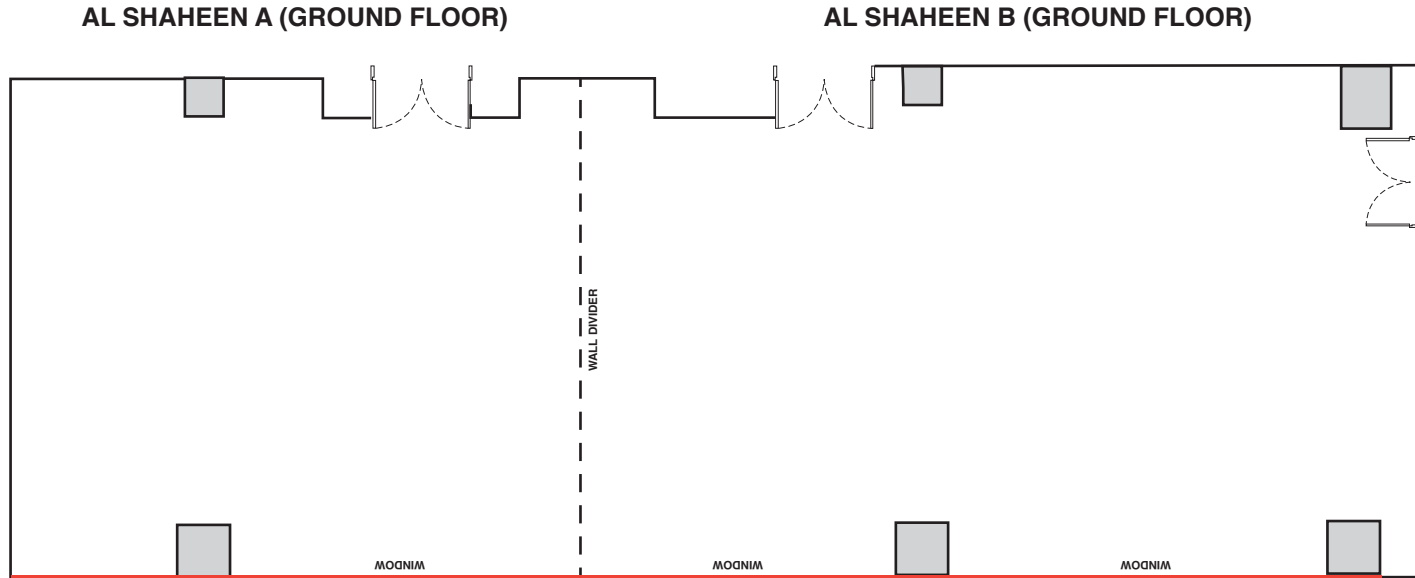 AL SHAHEEN A (GROUND FLOOR)
AL SHAHEEN B (GROUND FLOOR)
WALL DIVIDER
WINDOW
WINDOW
WINDOW